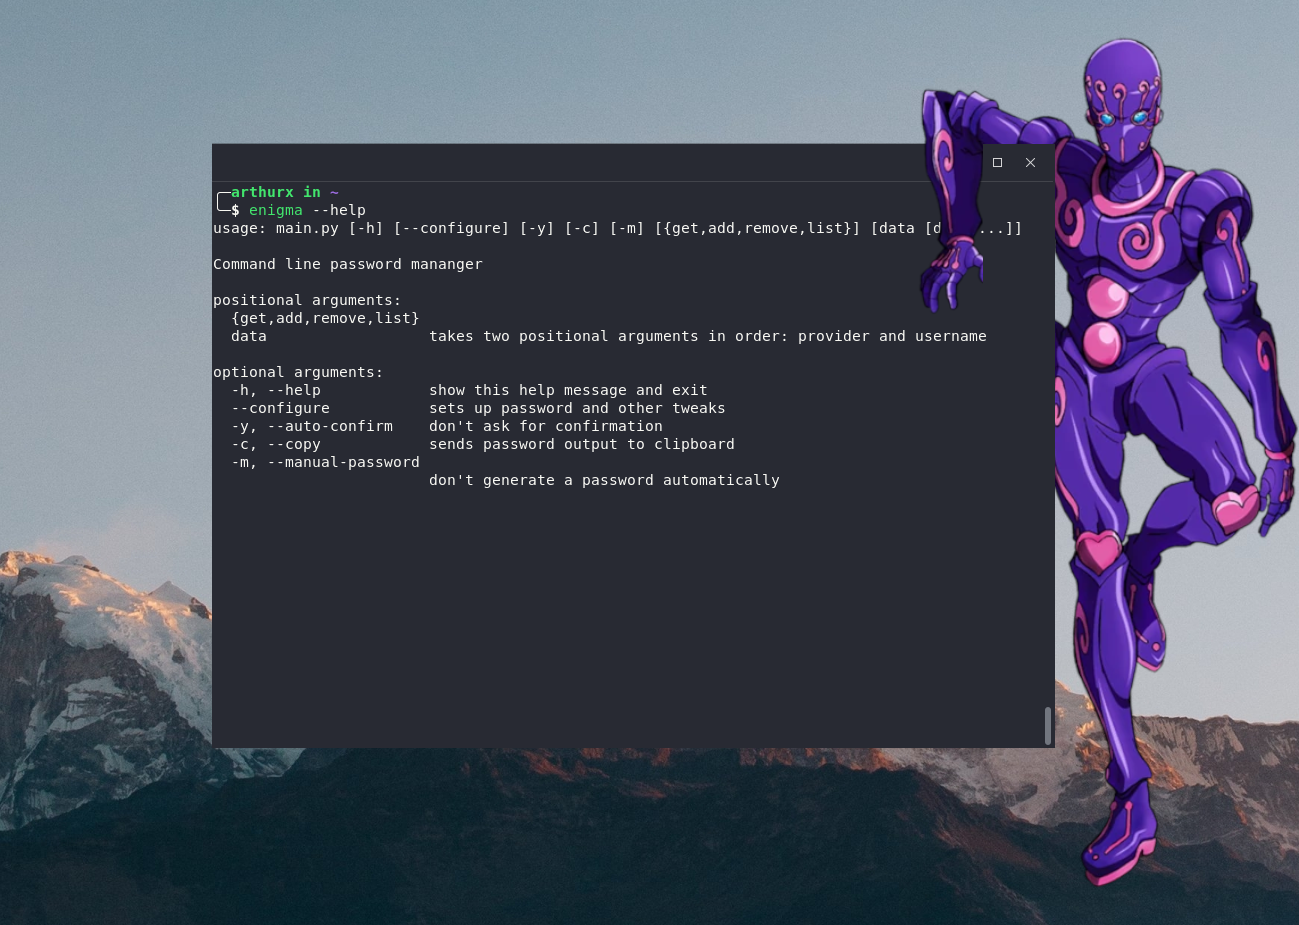 arthurx in ~
$ enigma --help
usage: main.py [-h] [--configure] [-y] [-c] [-m] [{get,add,remove,list}] [data [d ...]]
Command line password mananger
positional arguments:
{get,add,remove,list}
data takes two positional arguments in order: provider and username
optional arguments:
-h, --help show this help message and exit
--configure sets up password and other tweaks
-y, --auto-confirm don't ask for confirmation
-c, --copy sends password output to clipboard
-m, --manual-password
don't generate a password automatically